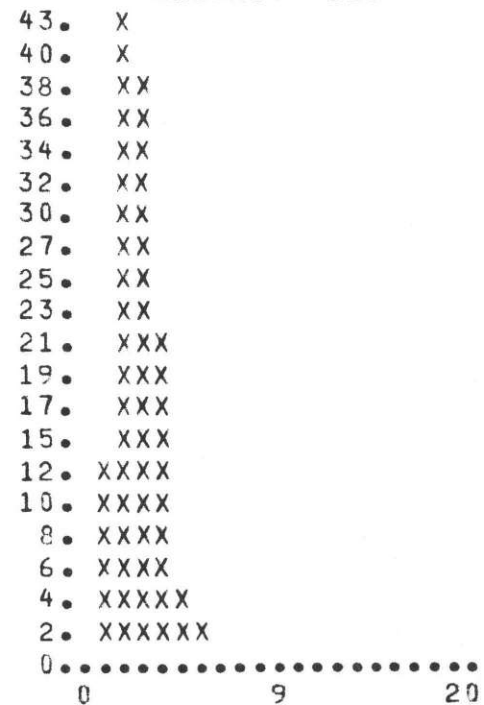 43. X
40. X
38. XX
36. XX
34. XX
32. XX
30. XX
27. XX
25. XX
23. XX
21. XXX
19. XXX
17. XXX
15. XXX
12. XXXX
10. XXXX
8. XXXX
6. XXXX
4. XXXXX
2. XXXXXX
0......................
0 9 20